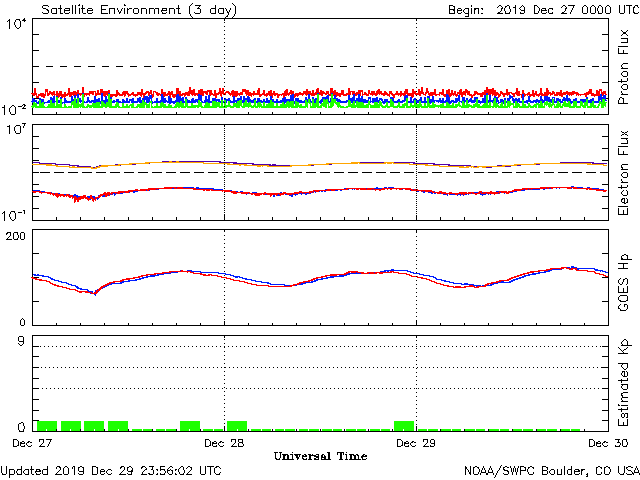 Satellite Environment (3 day) Begin: 2019 Dec 27 0000 UTC
10^4
10^-2
Proton Flux
10^7
10^-1
Electron Flux
200
0
GOES Hp
9
0
Estimated Kp
Dec 27 Dec 28 Dec 29 Dec 30
Universal Time
Updated 2019 Dec 29 23:56:02 UTC NOAA/SWPC Boulder, CO USA